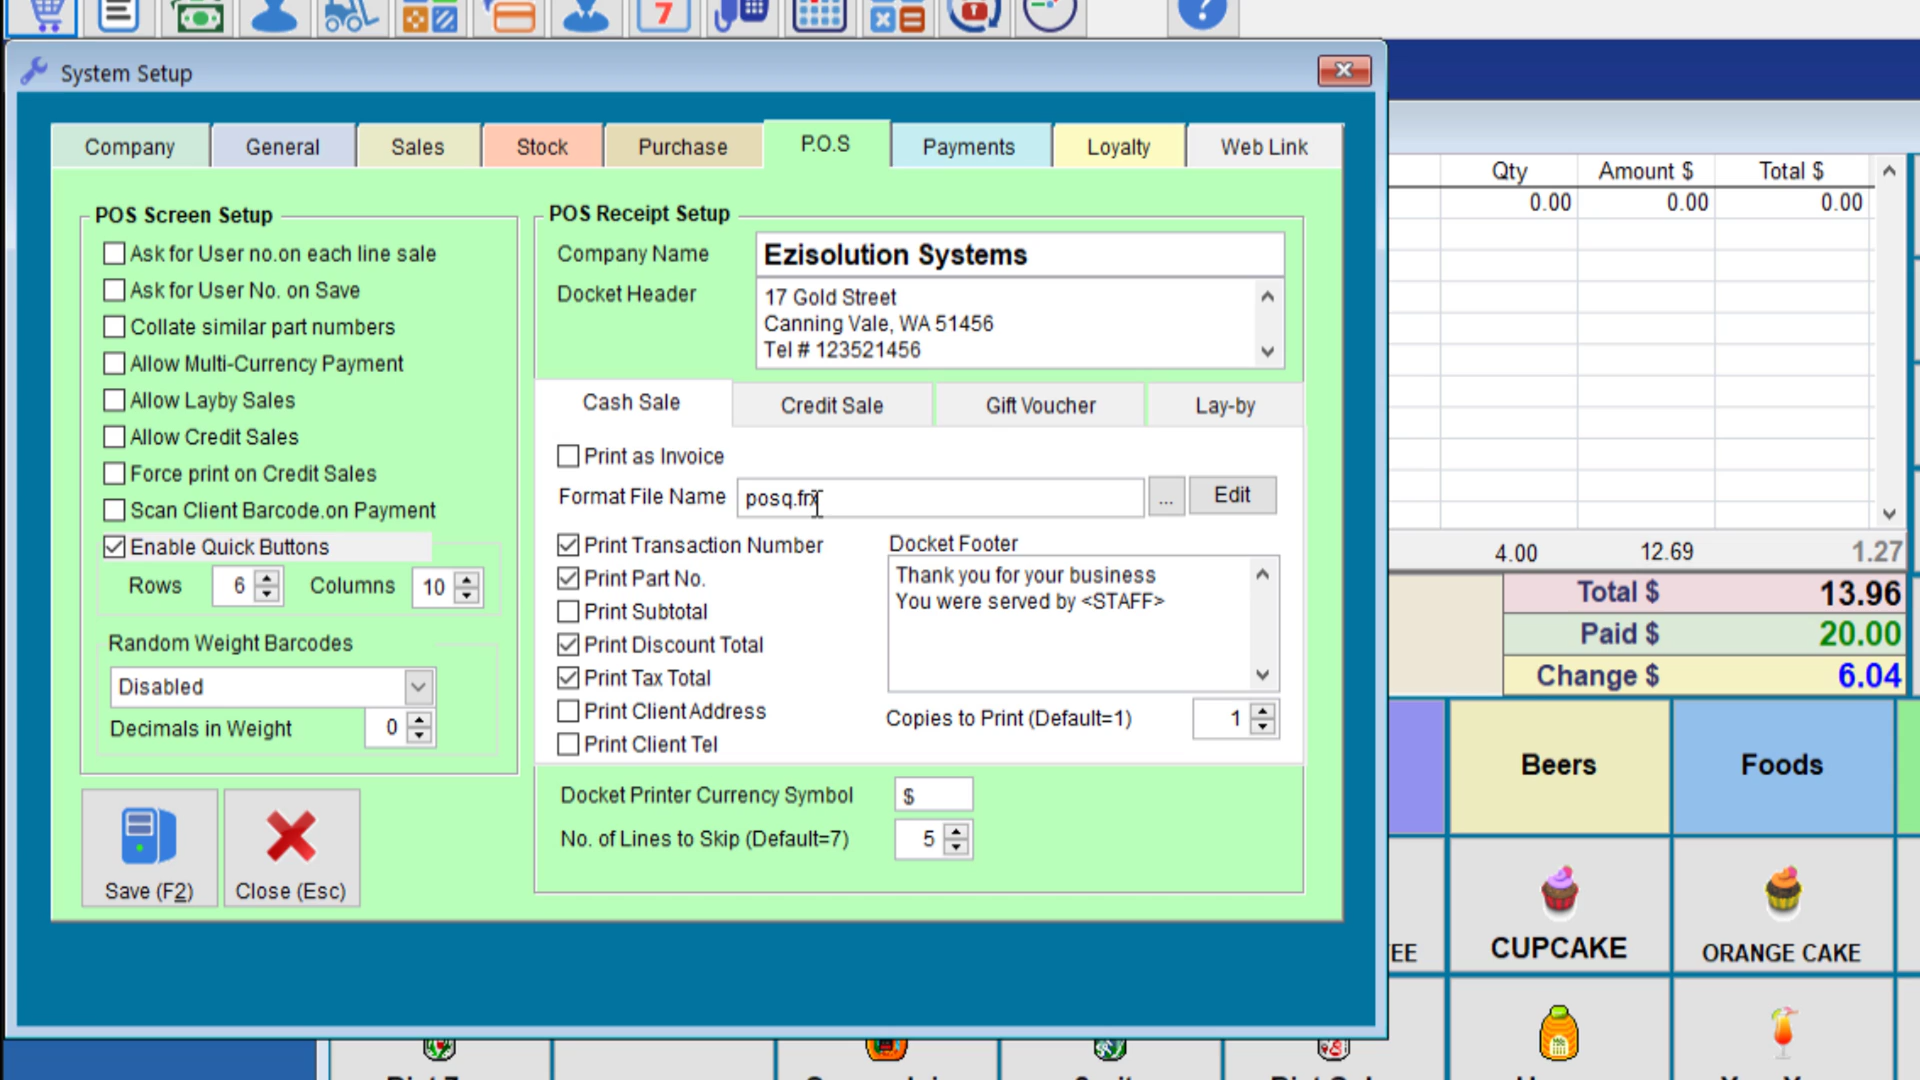 7
?
System Setup
Company
General
Sales
Stock
Purchase
P.O.S
Payments
Loyalty
Web Link
POS Screen Setup
Ask for User no.on each line sale
Ask for User No. on Save
Collate similar part numbers
Allow Multi-Currency Payment
Allow Layby Sales
Allow Credit Sales
Force print on Credit Sales
Scan Client Barcode.on Payment
Enable Quick Buttons
Rows 6 Columns 10
Random Weight Barcodes
Disabled
Decimals in Weight 0
Save (F2)
Close (Esc)
POS Receipt Setup
Company Name Ezisolution Systems
Docket Header 17 Gold Street
Canning Vale, WA 51456
Tel # 123521456
Cash Sale
Credit Sale
Gift Voucher
Lay-by
Print as Invoice
Format File Name posq.frx ... Edit
Print Transaction Number
Print Part No.
Print Subtotal
Print Discount Total
Print Tax Total
Print Client Address
Print Client Tel
Docket Footer
Thank you for your business
You were served by <STAFF>
Copies to Print (Default=1) 1
Docket Printer Currency Symbol $
No. of Lines to Skip (Default=7) 5
Qty Amount $ Total $
0.00 0.00 0.00
4.00 12.69 1.27
Total $ 13.96
Paid $ 20.00
Change $ 6.04
Beers
Foods
EE
CUPCAKE
ORANGE CAKE